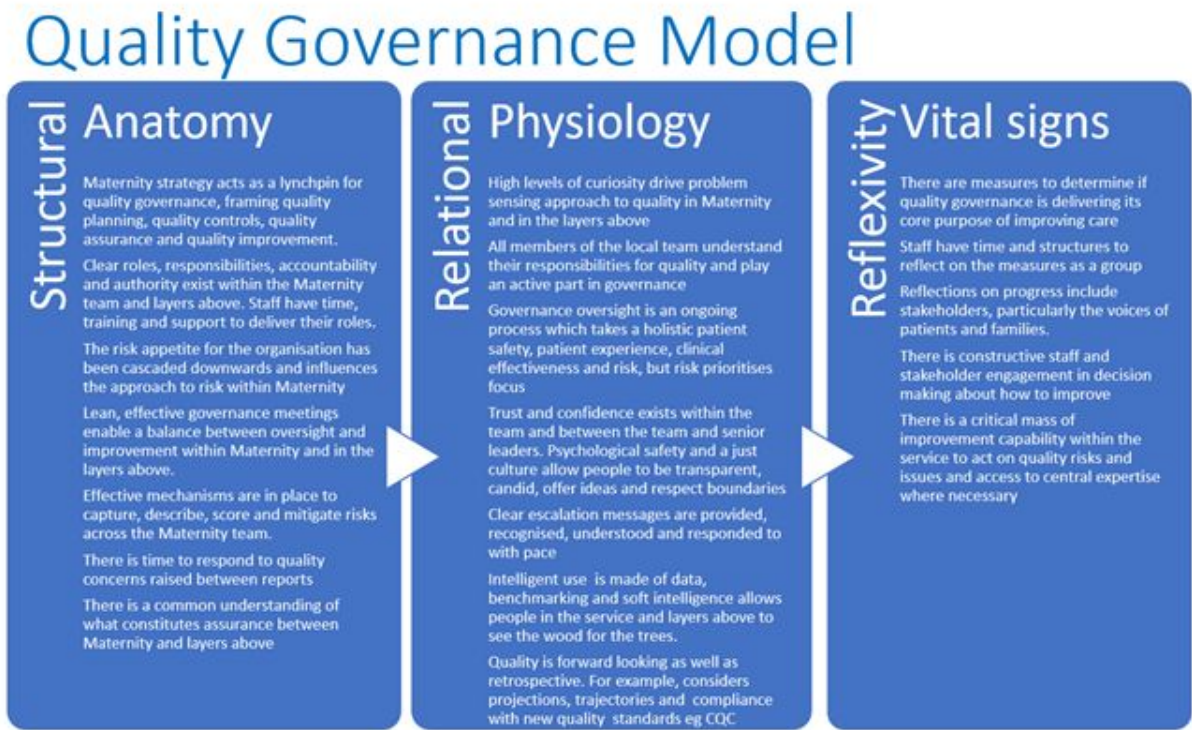 Quality Governance Model
Structural
Anatomy
Maternity strategy acts as a lynchpin for
quality governance, framing quality
planning, quality controls, quality
assurance and quality improvement.
Clear roles, responsibilities, accountability
and authority exist within the Maternity
team and layers above. Staff have time,
training and support to deliver their roles.
The risk appetite for the organisation has
been cascaded downwards and influences
the approach to risk within Maternity
Lean, effective governance meetings
enable a balance between oversight and
improvement within Maternity and in the
layers above.
Effective mechanisms are in place to
capture, describe, score and mitigate risks
across the Maternity team.
There is time to respond to quality
concerns raised between reports
There is a common understanding of
what constitutes assurance between
Maternity and layers above
Relational
Physiology
High levels of curiosity drive problem
sensing approach to quality in Maternity
and in the layers above
All members of the local team understand
their responsibilities for quality and play
an active part in governance
Governance oversight is an ongoing
process which takes a holistic patient
safety, patient experience, clinical
effectiveness and risk, but risk prioritises
focus
Trust and confidence exists within the
team and between the team and senior
leaders. Psychological safety and a just
culture allow people to be transparent,
candid, offer ideas and respect boundaries
Clear escalation messages are provided,
recognised, understood and responded to
with pace
Intelligent use is made of data,
benchmarking and soft intelligence allows
people in the service and layers above to
see the wood for the trees.
Quality is forward looking as well as
retrospective. For example, considers
projections, trajectories and compliance
with new quality standards eg CQC
Reflexivity
Vital signs
There are measures to determine if
quality governance is delivering its
core purpose of improving care
Staff have time and structures to
reflect on the measures as a group
Reflections on progress include
stakeholders, particularly the voices of
patients and families.
There is constructive staff and
stakeholder engagement in decision
making about how to improve
There is a critical mass of
improvement capability within the
service to act on quality risks and
issues and access to central expertise
where necessary